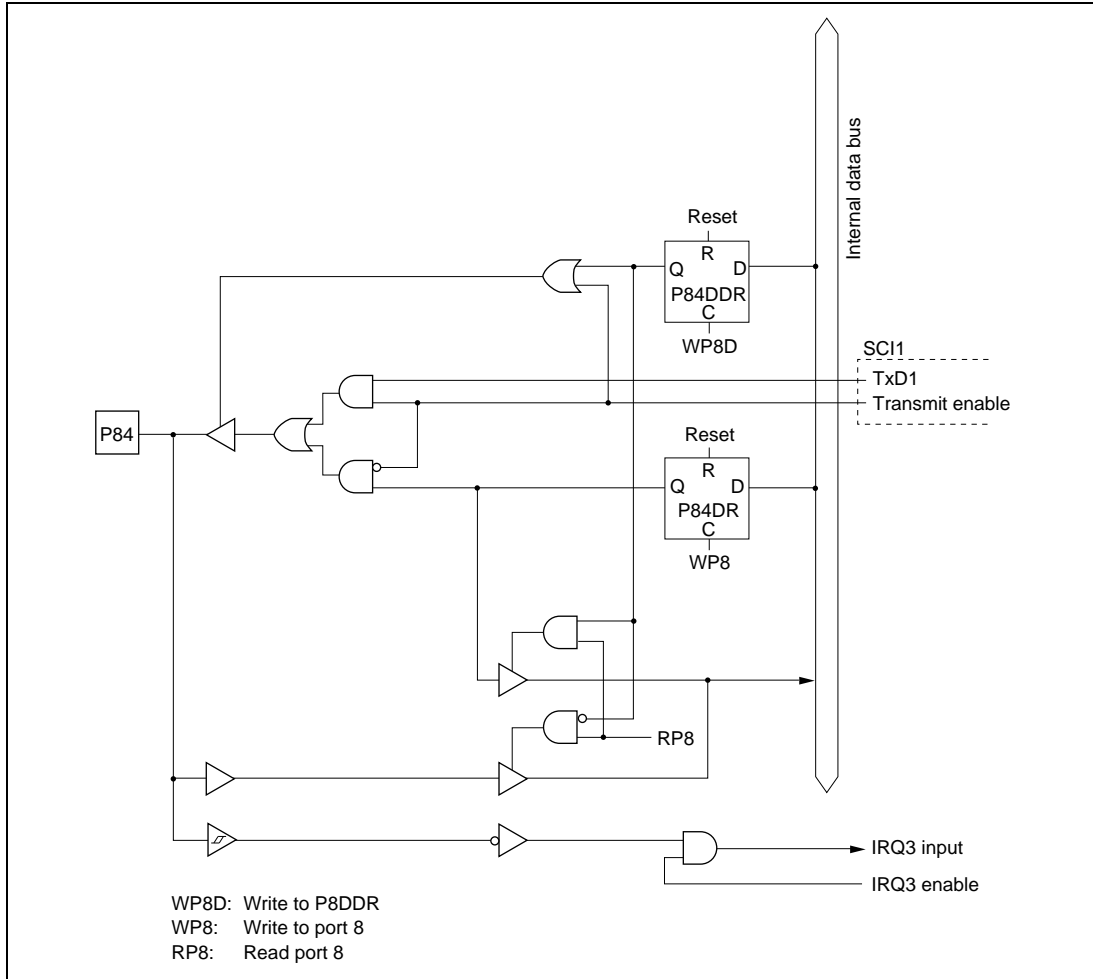 Internal data bus
Reset
R
Q D
P84DDR
C
WP8D
SCI1
TxD1
Transmit enable
P84
Reset
R
Q D
P84DR
C
WP8
RP8
IRQ3 input
IRQ3 enable
WP8D: Write to P8DDR
WP8: Write to port 8
RP8: Read port 8